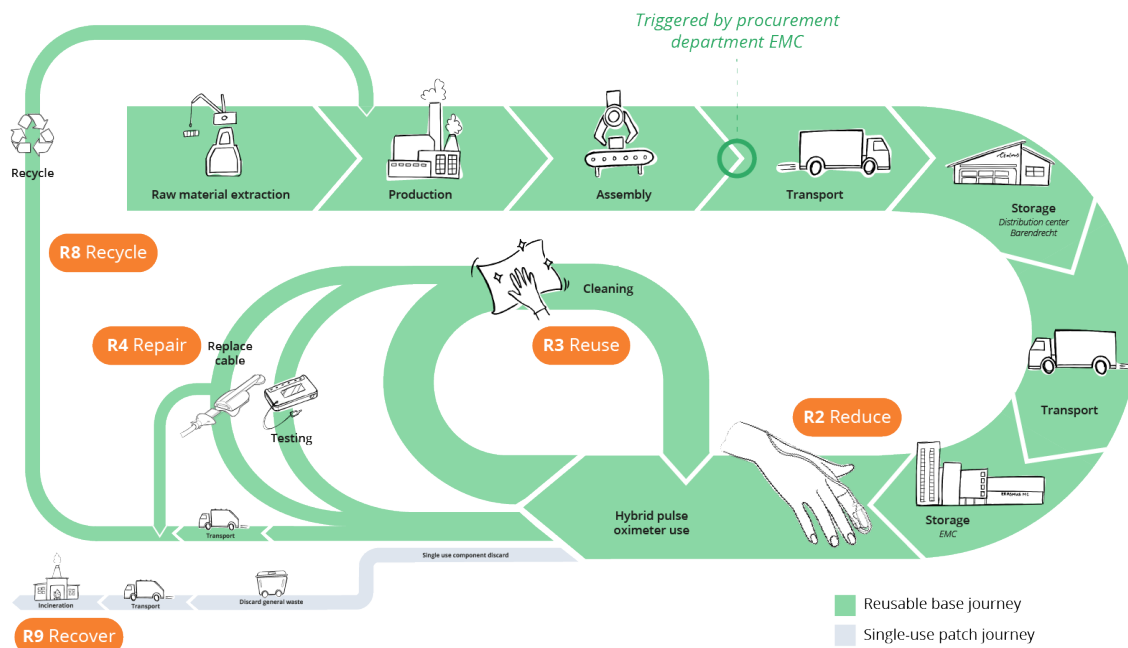 Triggered by procurement
department EMC
Recycle
Raw material extraction
Production
Assembly
Transport
Storage
Distribution center
Barendrecht
R8 Recycle
Cleaning
R4 Repair
Replace
cable
R3 Reuse
Testing
R2 Reduce
Transport
Hybrid pulse
oximeter use
Storage
EMC
Transport
Single use component discard
Incineration
Transport
Discard general waste
R9 Recover
Reusable base journey
Single-use patch journey